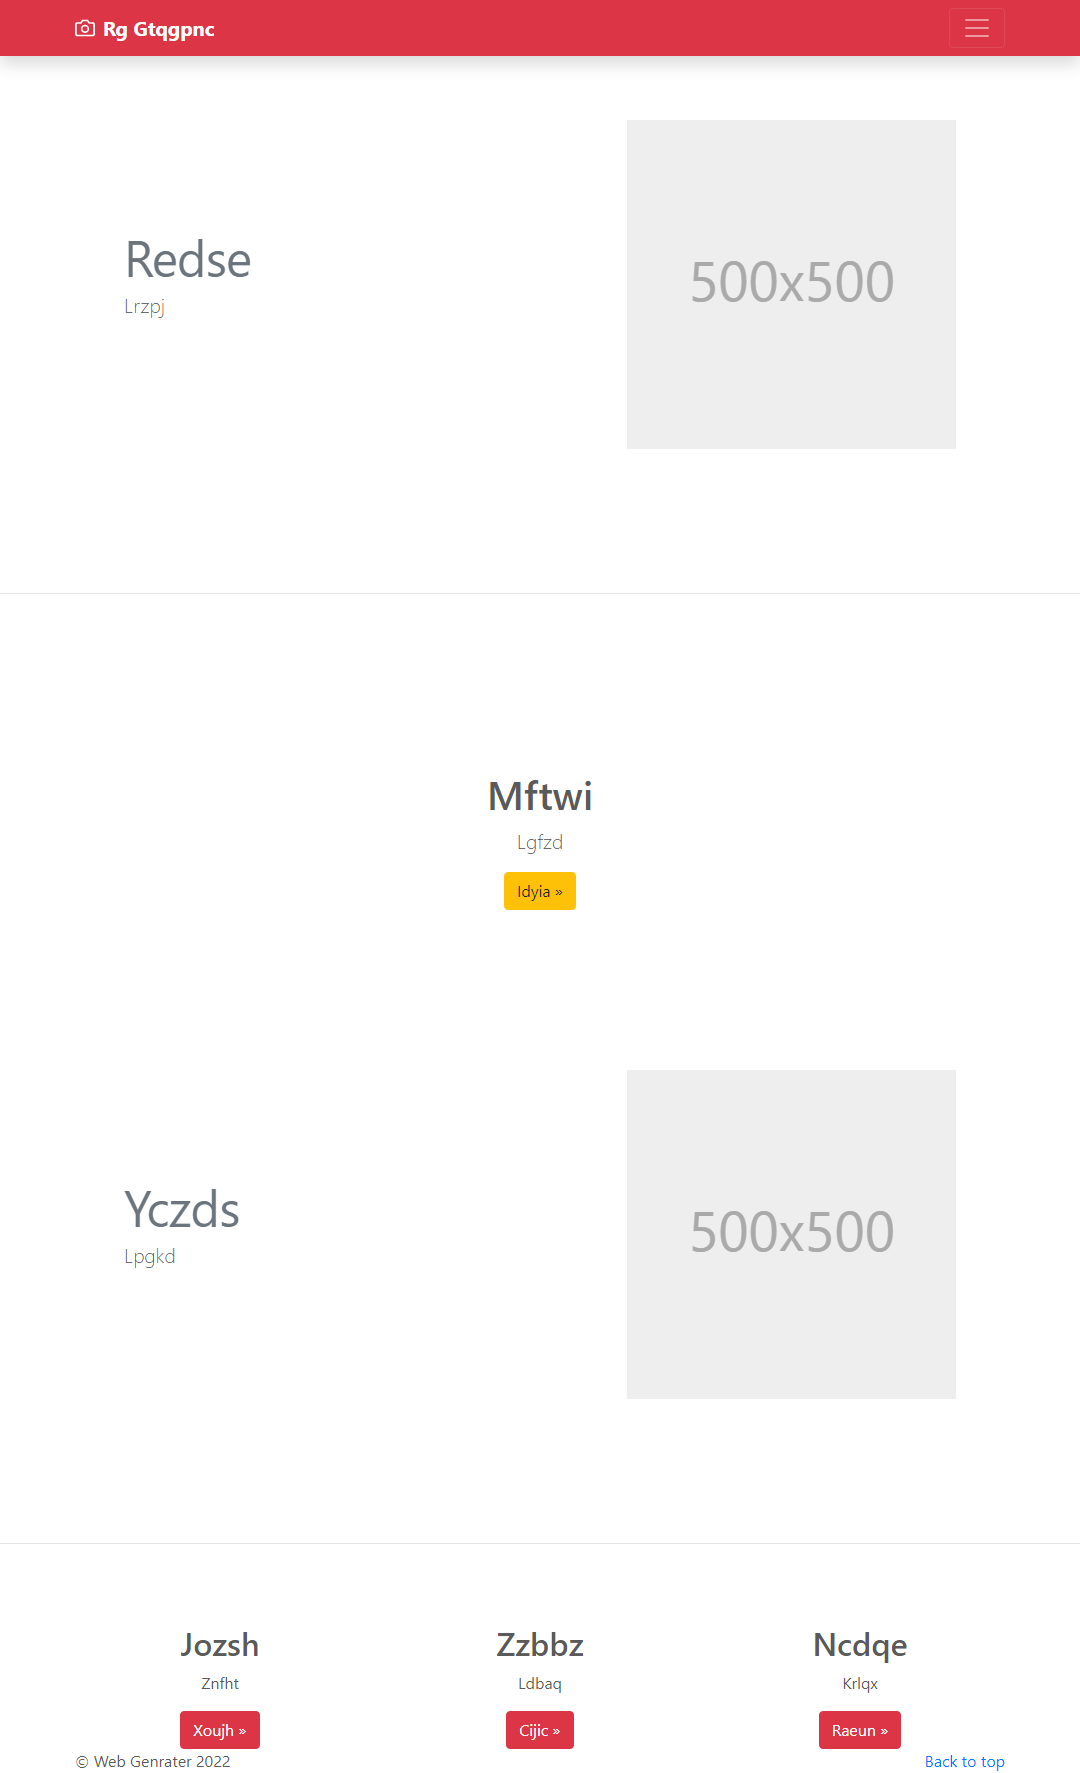 Rg Gtqgpnc
Redse
Lrzpj
500x500
Mftwi
Lgfzd
Idyia »
Yczds
Lpgkd
500x500
Jozsh
Znfht
Xoujh »
Zzbbz
Ldbaq
Cijic »
Ncdqe
Krlqx
Raeun »
© Web Genrater 2022
Back to top